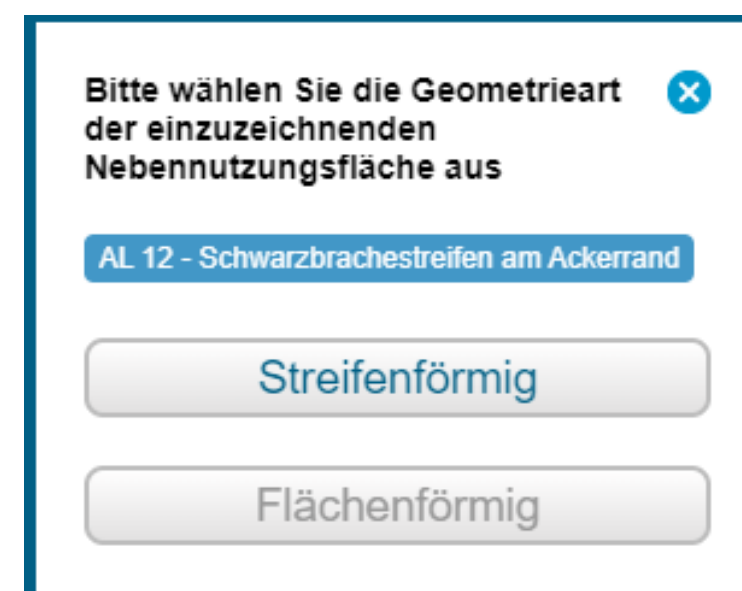 Bitte wählen Sie die Geometrieart
der einzuzeichnenden
Nebennutzungsfläche aus
AL 12 - Schwarzbrachestreifen am Ackerrand
Streifenförmig
Flächenförmig